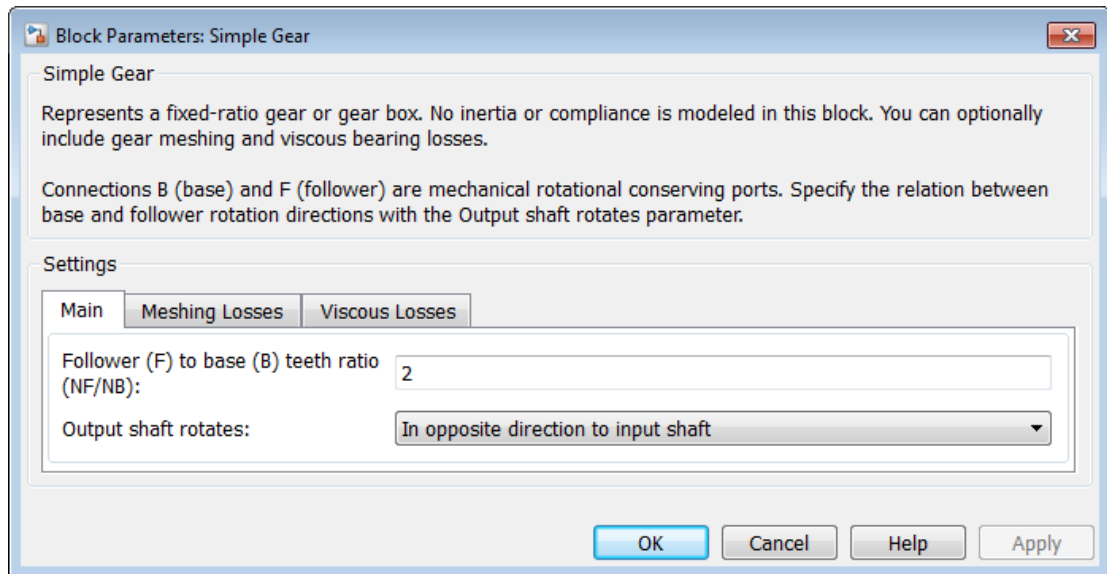 Block Parameters: Simple Gear
Simple Gear
Represents a fixed-ratio gear or gear box. No inertia or compliance is modeled in this block. You can optionally
include gear meshing and viscous bearing losses.
Connections B (base) and F (follower) are mechanical rotational conserving ports. Specify the relation between
base and follower rotation directions with the Output shaft rotates parameter.
Settings
Main Meshing Losses Viscous Losses
Follower (F) to base (B) teeth ratio
(NF/NB):
2
Output shaft rotates: In opposite direction to input shaft
OK Cancel Help Apply